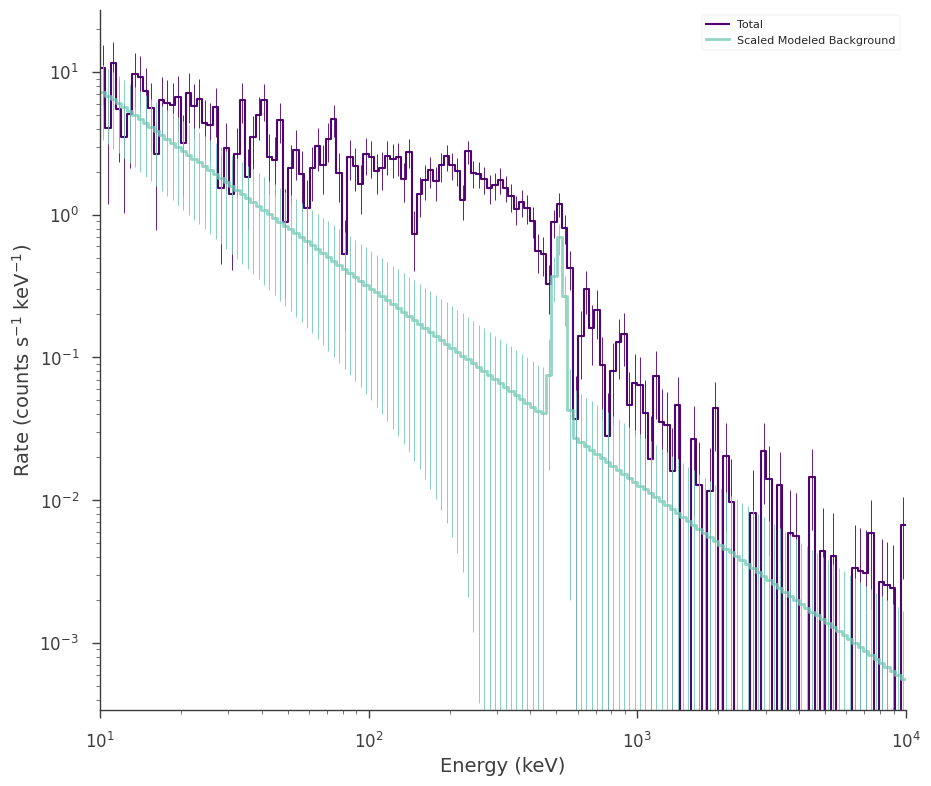 Total
Scaled Modeled Background
10¹
10⁰
10⁻¹
10⁻²
10⁻³
Rate (counts s⁻¹ keV⁻¹)
10¹ 10² 10³ 10⁴
Energy (keV)